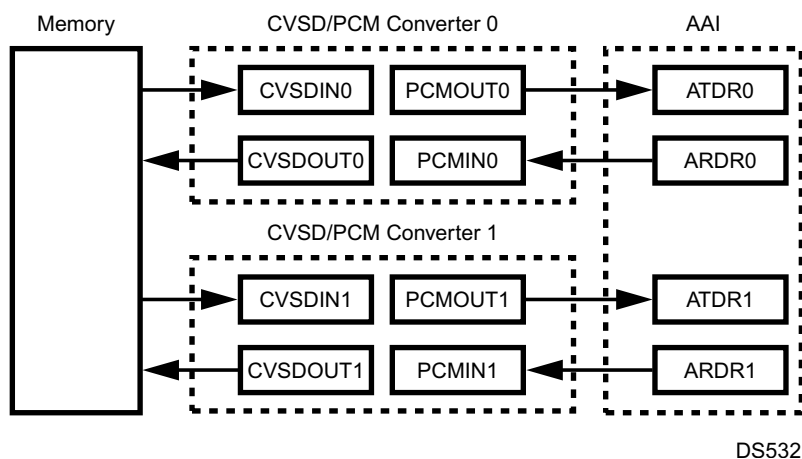 Memory
CVSD/PCM Converter 0
AAI
CVSDIN0
PCMOUT0
ATDR0
CVSDOUT0
PCMIN0
ARDR0
CVSD/PCM Converter 1
CVSDIN1
PCMOUT1
ATDR1
CVSDOUT1
PCMIN1
ARDR1
DS532